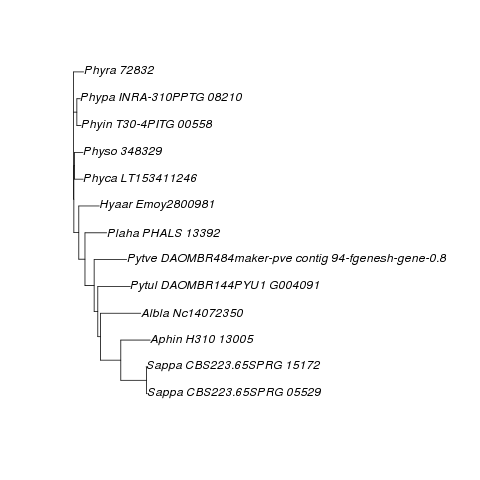 Phyra 72832
Phypa INRA-310PPTG 08210
Phyin T30-4PITG 00558
Physo 348329
Phyca LT153411246
Hyaar Emoy2800981
Plaha PHALS 13392
Pytve DAOMBR484maker-pve contig 94-fgenesh-gene-0.8
Pytul DAOMBR144PYU1 G004091
Albla Nc14072350
Aphin H310 13005
Sappa CBS223.65SPRG 15172
Sappa CBS223.65SPRG 05529